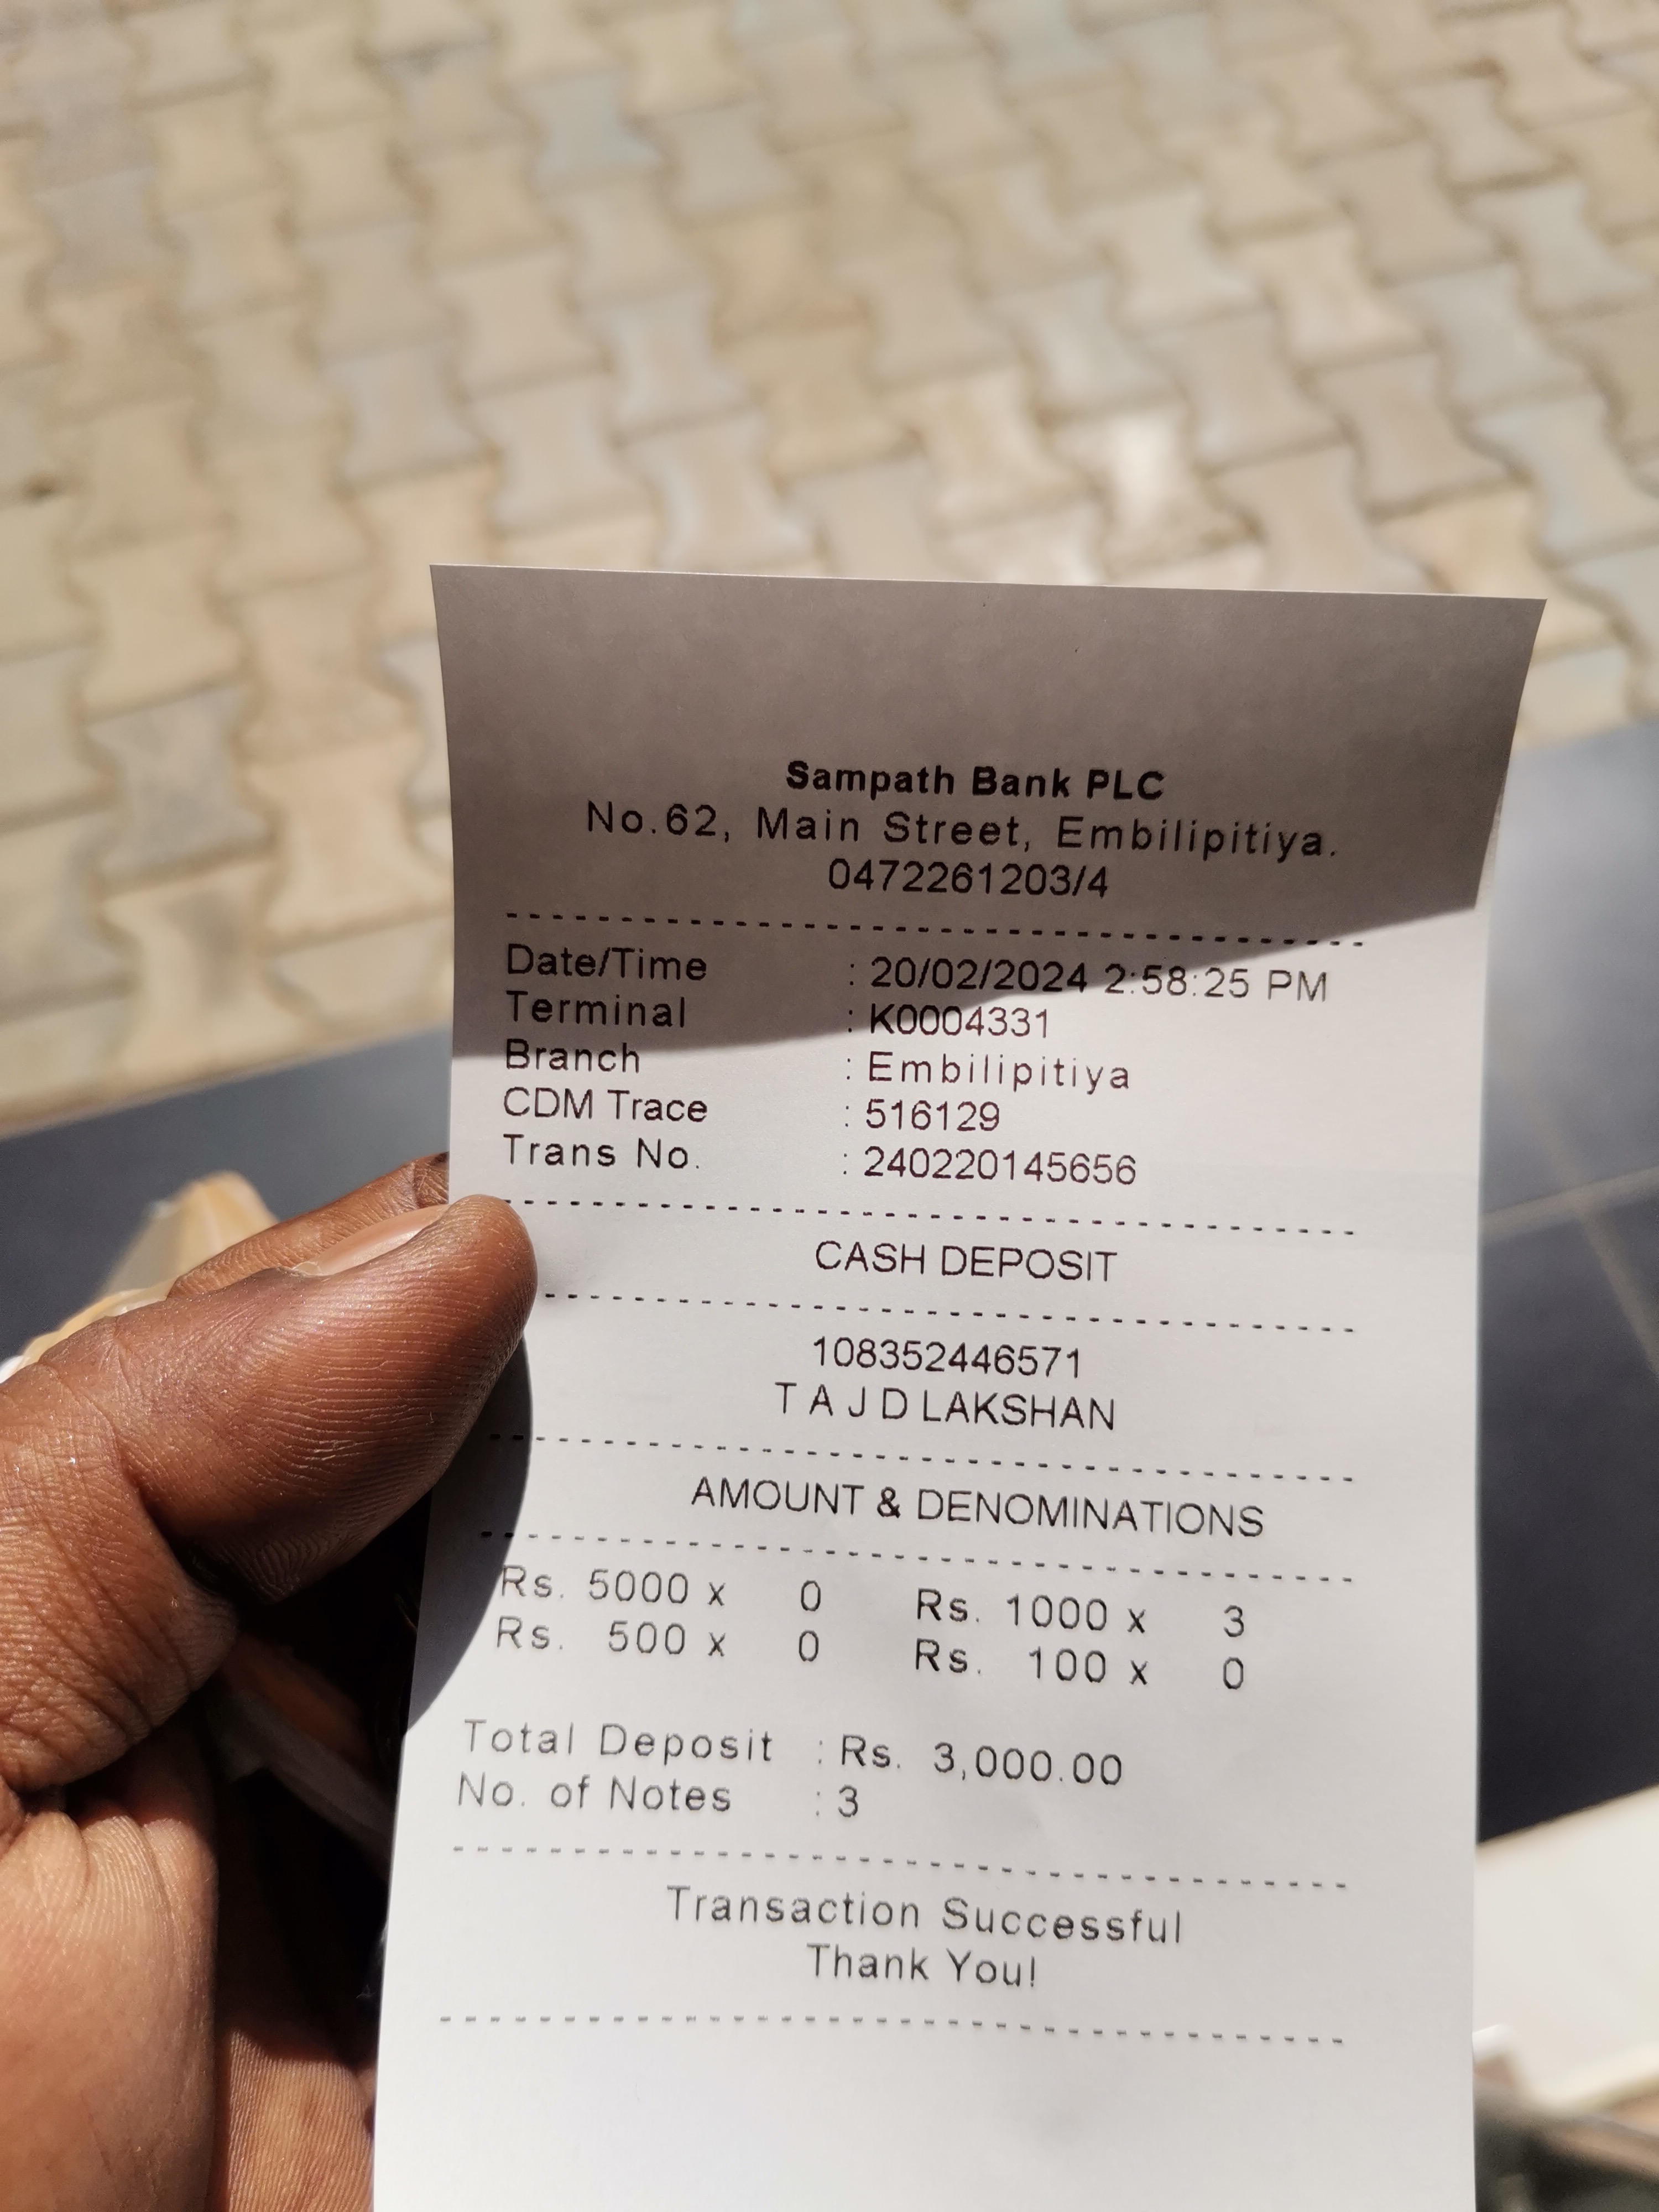 Sampath Bank PLC
No.62, Main Street, Embilipitiya.
0472261203/4
Date/Time : 20/02/2024 2:58:25 PM
Terminal : K0004331
Branch : Embilipitiya
CDM Trace : 516129
Trans No. : 240220145656
CASH DEPOSIT
108352446571
T A J D LAKSHAN
AMOUNT & DENOMINATIONS
Rs. 5000 x 0 Rs. 1000 x 3
Rs. 500 x 0 Rs. 100 x 0
Total Deposit : Rs. 3,000.00
No. of Notes : 3
Transaction Successful
Thank You!